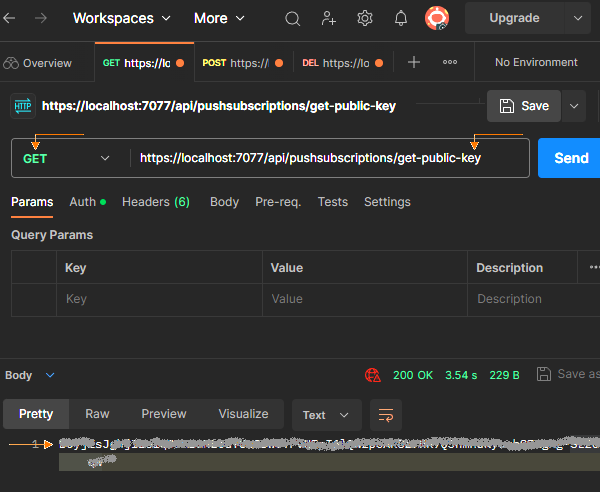 Workspaces More Upgrade
Overview GET https://lo POST https:// DEL https://lo No Environment
HTTP https://localhost:7077/api/pushsubscriptions/get-public-key Save
GET https://localhost:7077/api/pushsubscriptions/get-public-key Send
Params Auth Headers (6) Body Pre-req. Tests Settings
Query Params
Key Value Description
Key Value Description
Body 200 OK 3.54 s 229 B Save as
Pretty Raw Preview Visualize Text
1